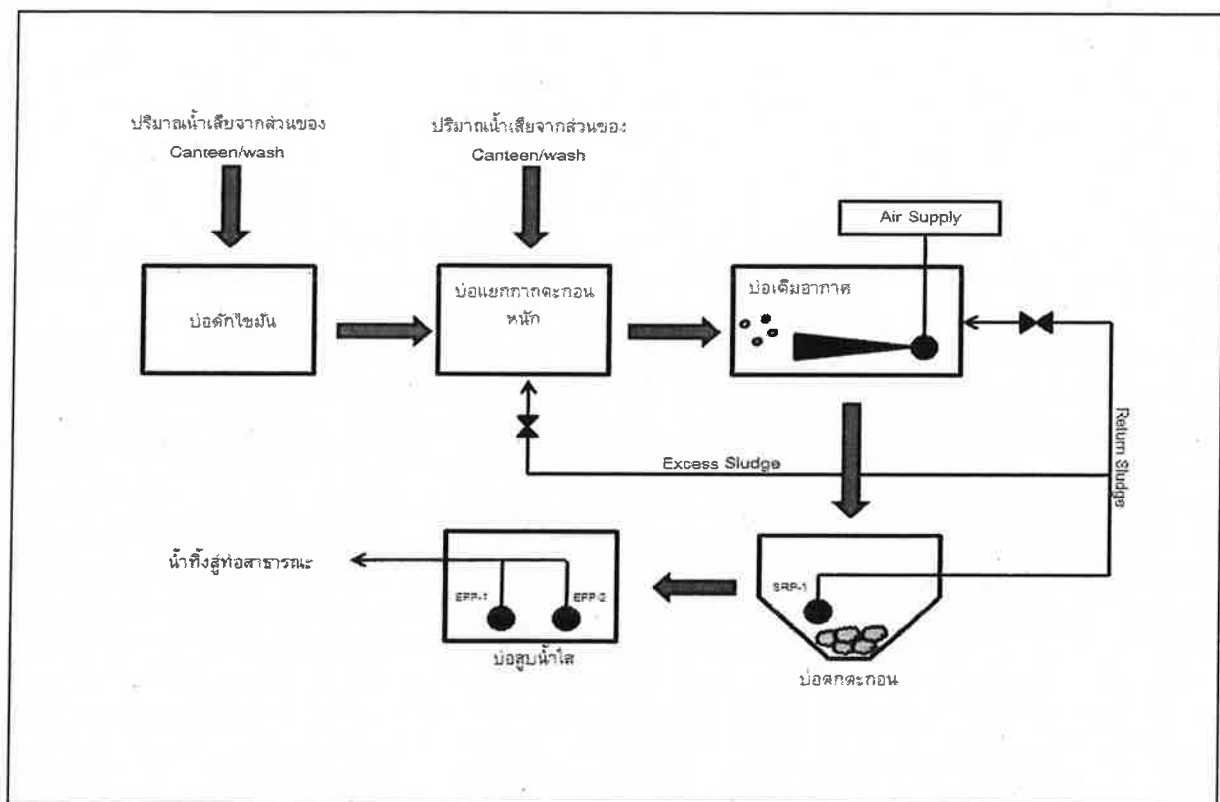 ปริมาณน้ำเสียจากส่วนของ
Canteen/wash
ปริมาณน้ำเสียจากส่วนของ
Canteen/wash
Air Supply
บ่อดักไขมัน
บ่อแยกกากตะกอน
หนัก
บ่อเติมอากาศ
Return Sludge
Excess Sludge
น้ำทิ้งสู่ท่อสาธารณะ
EPP-1
EPP-2
SRP-1
บ่อสูบน้ำใส
บ่อตกตะกอน